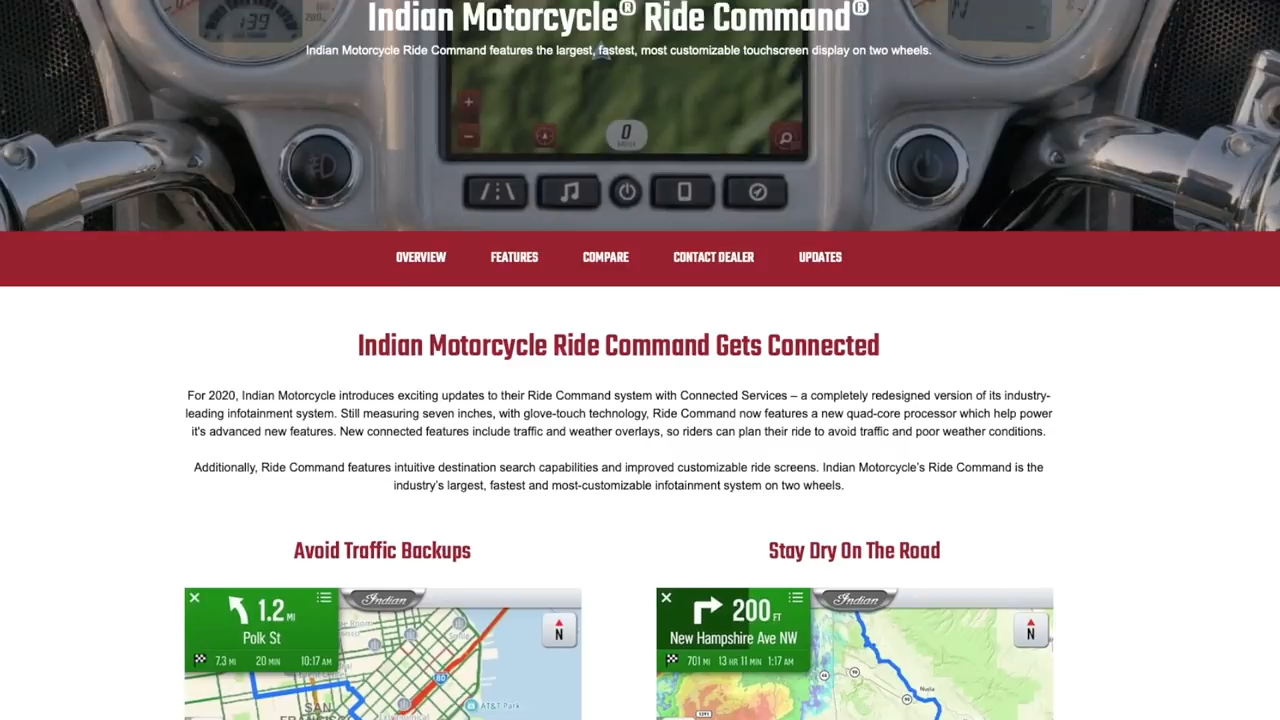 Indian Motorcycle® Ride Command®
Indian Motorcycle Ride Command features the largest, fastest, most customizable touchscreen display on two wheels.
139
0
MPH
OVERVIEW FEATURES COMPARE CONTACT DEALER UPDATES
Indian Motorcycle Ride Command Gets Connected
For 2020, Indian Motorcycle introduces exciting updates to their Ride Command system with Connected Services – a completely redesigned version of its industry-
leading infotainment system. Still measuring seven inches, with glove-touch technology, Ride Command now features a new quad-core processor which help power
it's advanced new features. New connected features include traffic and weather overlays, so riders can plan their ride to avoid traffic and poor weather conditions.
Additionally, Ride Command features intuitive destination search capabilities and improved customizable ride screens. Indian Motorcycle's Ride Command is the
industry's largest, fastest and most-customizable infotainment system on two wheels.
Avoid Traffic Backups
Stay Dry On The Road
1.2 MI
Indian
Polk St
N
7.3 MI 20 MIN 10:17 AM
80
AT&T Park
SAN
200 FT
Indian
New Hampshire Ave NW
N
701 MI 13 HR 11 MIN 1:17 AM